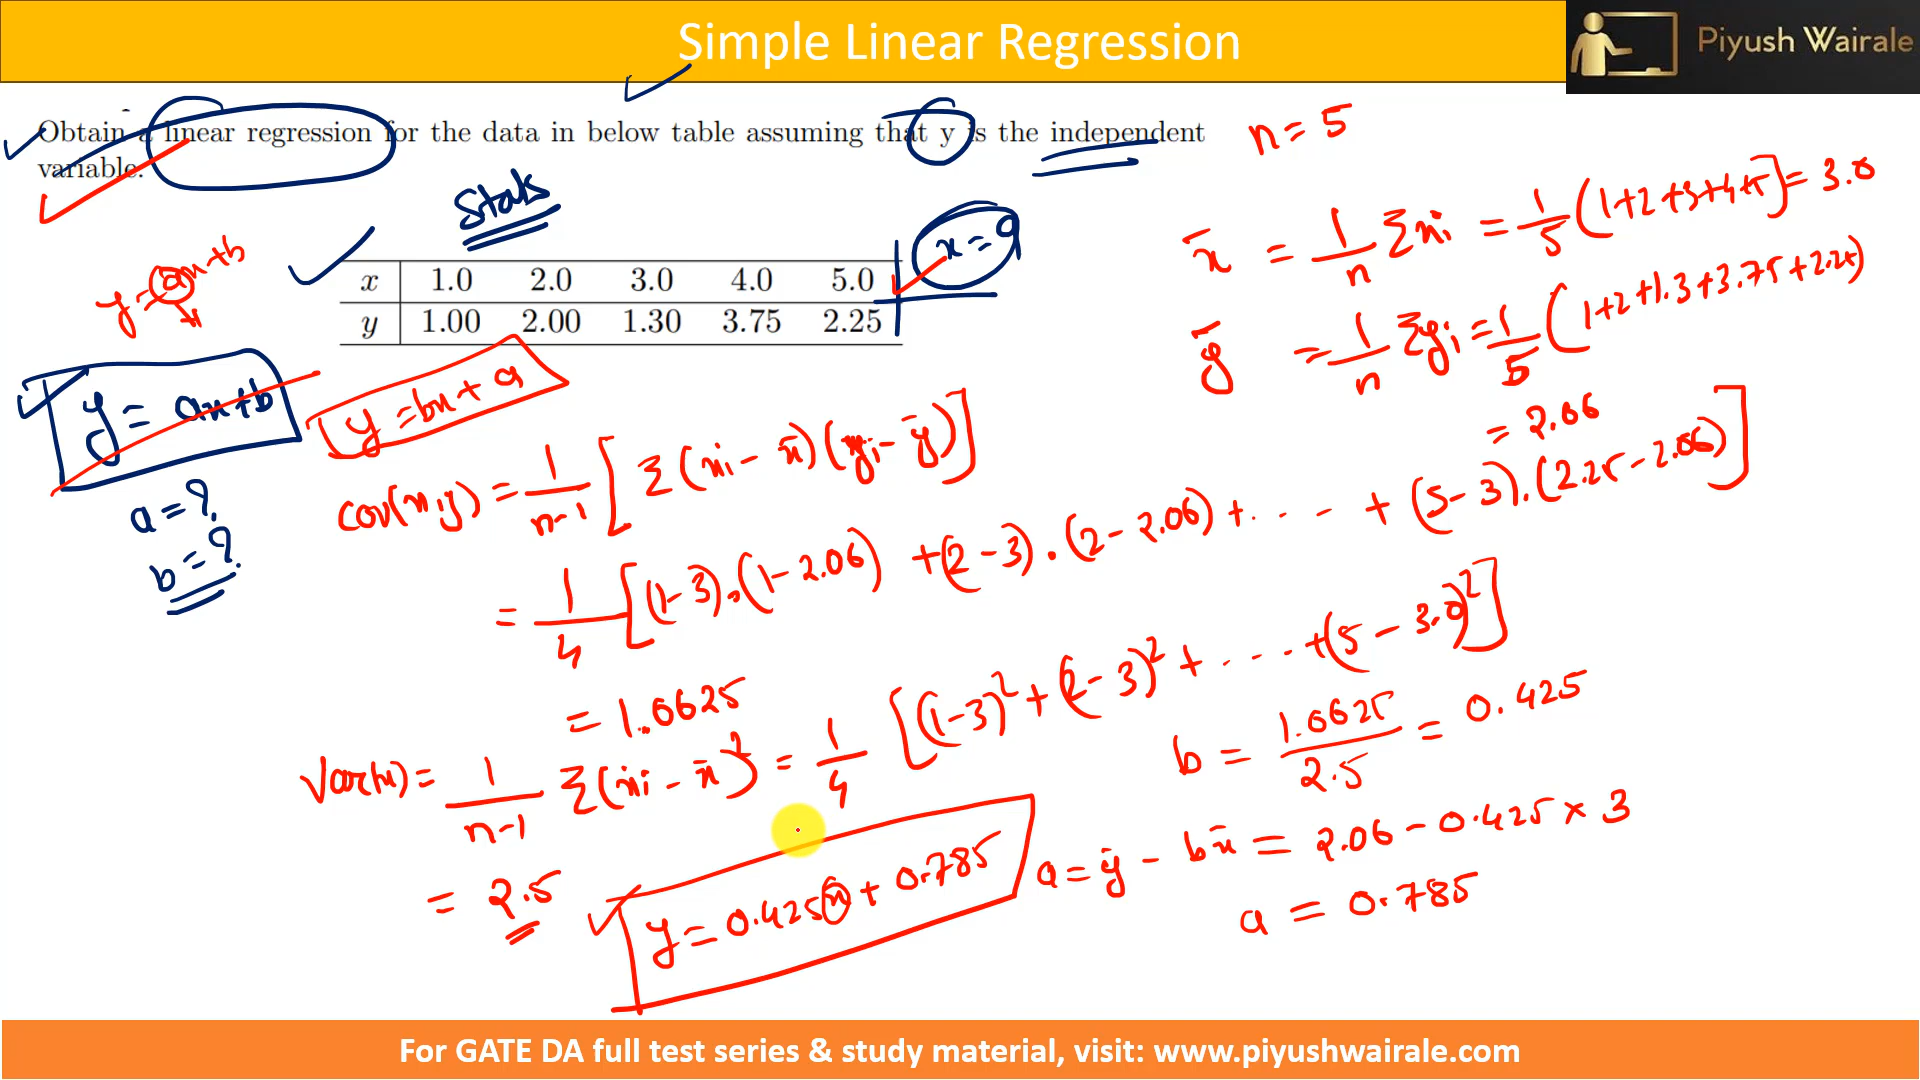 Simple Linear Regression
Piyush Wairale
Obtain a linear regression for the data in below table assuming that y is the independent
variable.
n = 5
Stats
x̄ = 1/n Σxi = 1/5 (1+2+3+4+5) = 3.0
y = ax+b
x = 9
x 1.0 2.0 3.0 4.0 5.0
y 1.00 2.00 1.30 3.75 2.25
ȳ = 1/n Σyi = 1/5 (1+2+1.3+3.75+2.25)
= 2.06
y = ax+b
y = bx + a
a = ?
b = ?
cov(x,y) = 1/n-1 [Σ(xi - x̄)(yi - ȳ)]
= 1/4 [(1-3).(1-2.06) + (2-3).(2-2.06) + .... + (5-3).(2.25-2.06)]
= 1.0625
Var(x) = 1/n-1 Σ(xi - x̄)² = 1/4 [(1-3)² + (2-3)² + .... + (5-3.0)²]
= 2.5
b = 1.0625/2.5 = 0.425
a = ȳ - bx̄ = 2.06 - 0.425 × 3
a = 0.785
y = 0.425x + 0.785
For GATE DA full test series & study material, visit: www.piyushwairale.com